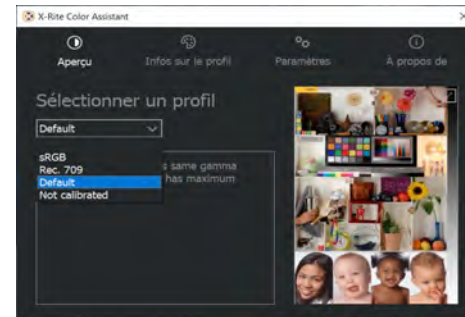 X-Rite Color Assistant
Aperçu
Infos sur le profil
Paramètres
À propos de
Sélectionner un profil
Default
sRGB
Rec. 709
Default
Not calibrated
s same gamma
has maximum